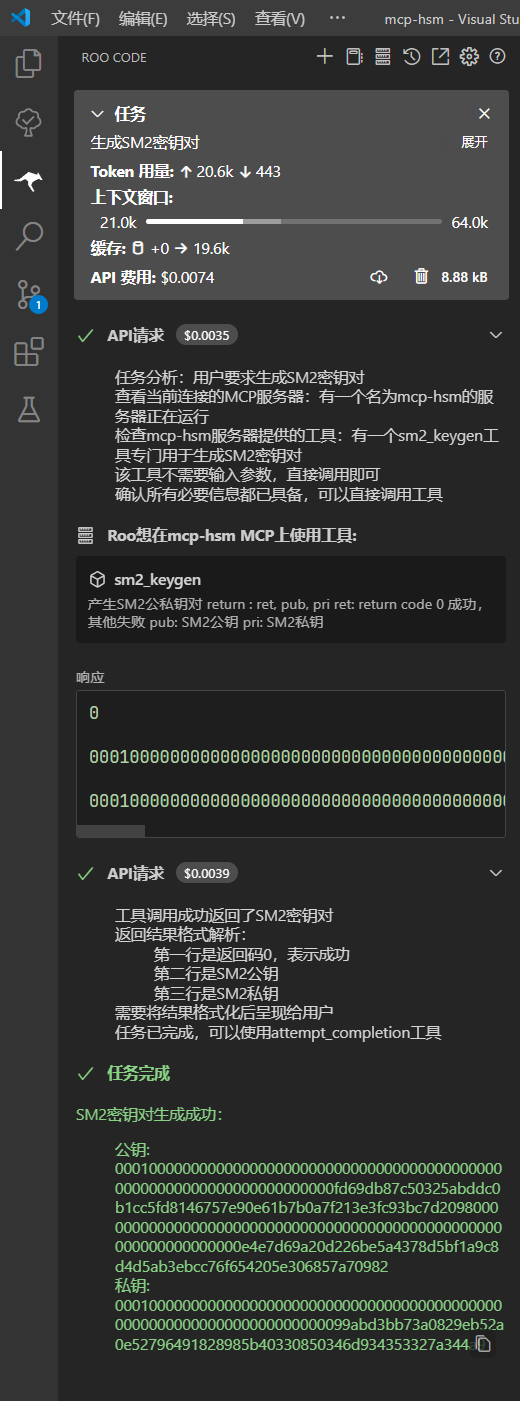 文件(F) 编辑(E) 选择(S) 查看(V) ··· mcp-hsm - Visual Stu
ROO CODE
任务
生成SM2密钥对 展开
Token 用量: ↑ 20.6k ↓ 443
上下文窗口:
21.0k 64.0k
缓存: +0 → 19.6k
API 费用: $0.0074 8.88 kB
API请求 $0.0035
任务分析：用户要求生成SM2密钥对
查看当前连接的MCP服务器：有一个名为mcp-hsm的服
务器正在运行
检查mcp-hsm服务器提供的工具：有一个sm2_keygen工
具专门用于生成SM2密钥对
该工具不需要输入参数，直接调用即可
确认所有必要信息都已具备，可以直接调用工具
1
Roo想在mcp-hsm MCP上使用工具:
sm2_keygen
产生SM2公私钥对 return : ret, pub, pri ret: return code 0 成功，
其他失败 pub: SM2公钥 pri: SM2私钥
响应
0
API请求 $0.0039
工具调用成功返回了SM2密钥对
返回结果格式解析：
第一行是返回码0，表示成功
第二行是SM2公钥
第三行是SM2私钥
需要将结果格式化后呈现给用户
任务已完成，可以使用attempt_completion工具
任务完成
SM2密钥对生成成功：
公钥:
b1cc5fd8146757e90e61b7b0a7f213e3fc93bc7d2098000
d4d5ab3ebcc76f654205e306857a70982
私钥: